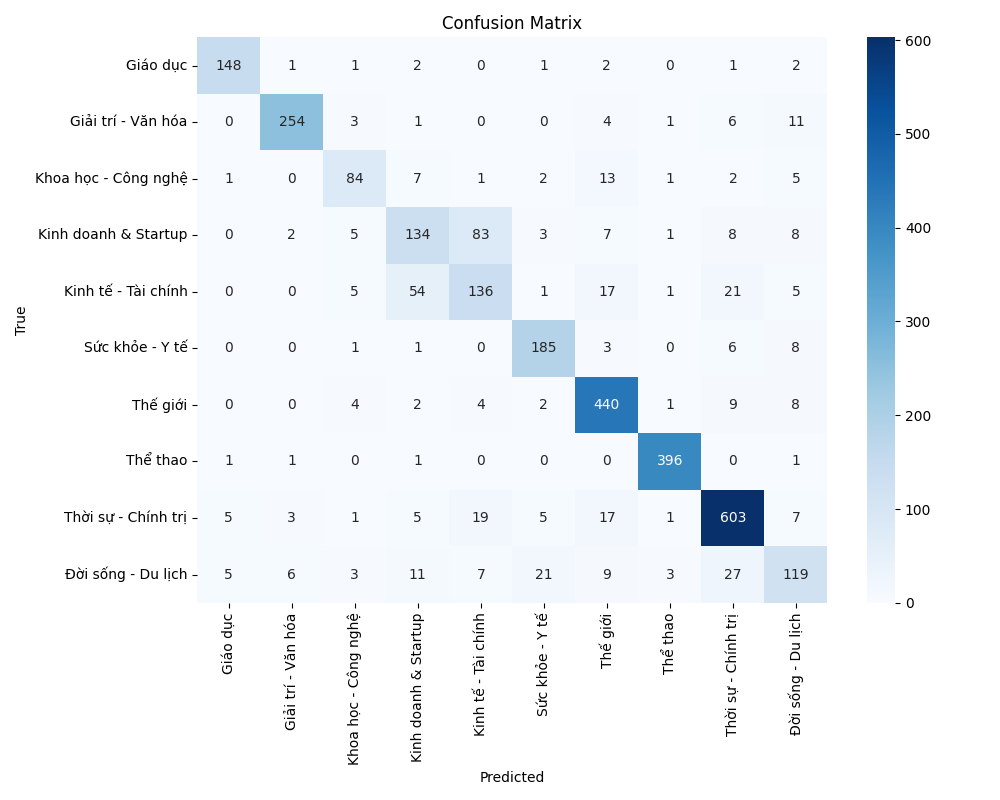 Confusion Matrix
Giáo dục 148 1 1 2 0 1 2 0 1 2
Giải trí - Văn hóa 0 254 3 1 0 0 4 1 6 11
Khoa học - Công nghệ 1 0 84 7 1 2 13 1 2 5
Kinh doanh & Startup 0 2 5 134 83 3 7 1 8 8
Kinh tế - Tài chính 0 0 5 54 136 1 17 1 21 5
Sức khỏe - Y tế 0 0 1 1 0 185 3 0 6 8
Thế giới 0 0 4 2 4 2 440 1 9 8
Thể thao 1 1 0 1 0 0 0 396 0 1
Thời sự - Chính trị 5 3 1 5 19 5 17 1 603 7
Đời sống - Du lịch 5 6 3 11 7 21 9 3 27 119
True
Giáo dục
Giải trí - Văn hóa
Khoa học - Công nghệ
Kinh doanh & Startup
Kinh tế - Tài chính
Sức khỏe - Y tế
Thế giới
Thể thao
Thời sự - Chính trị
Đời sống - Du lịch
Predicted
600
500
400
300
200
100
0